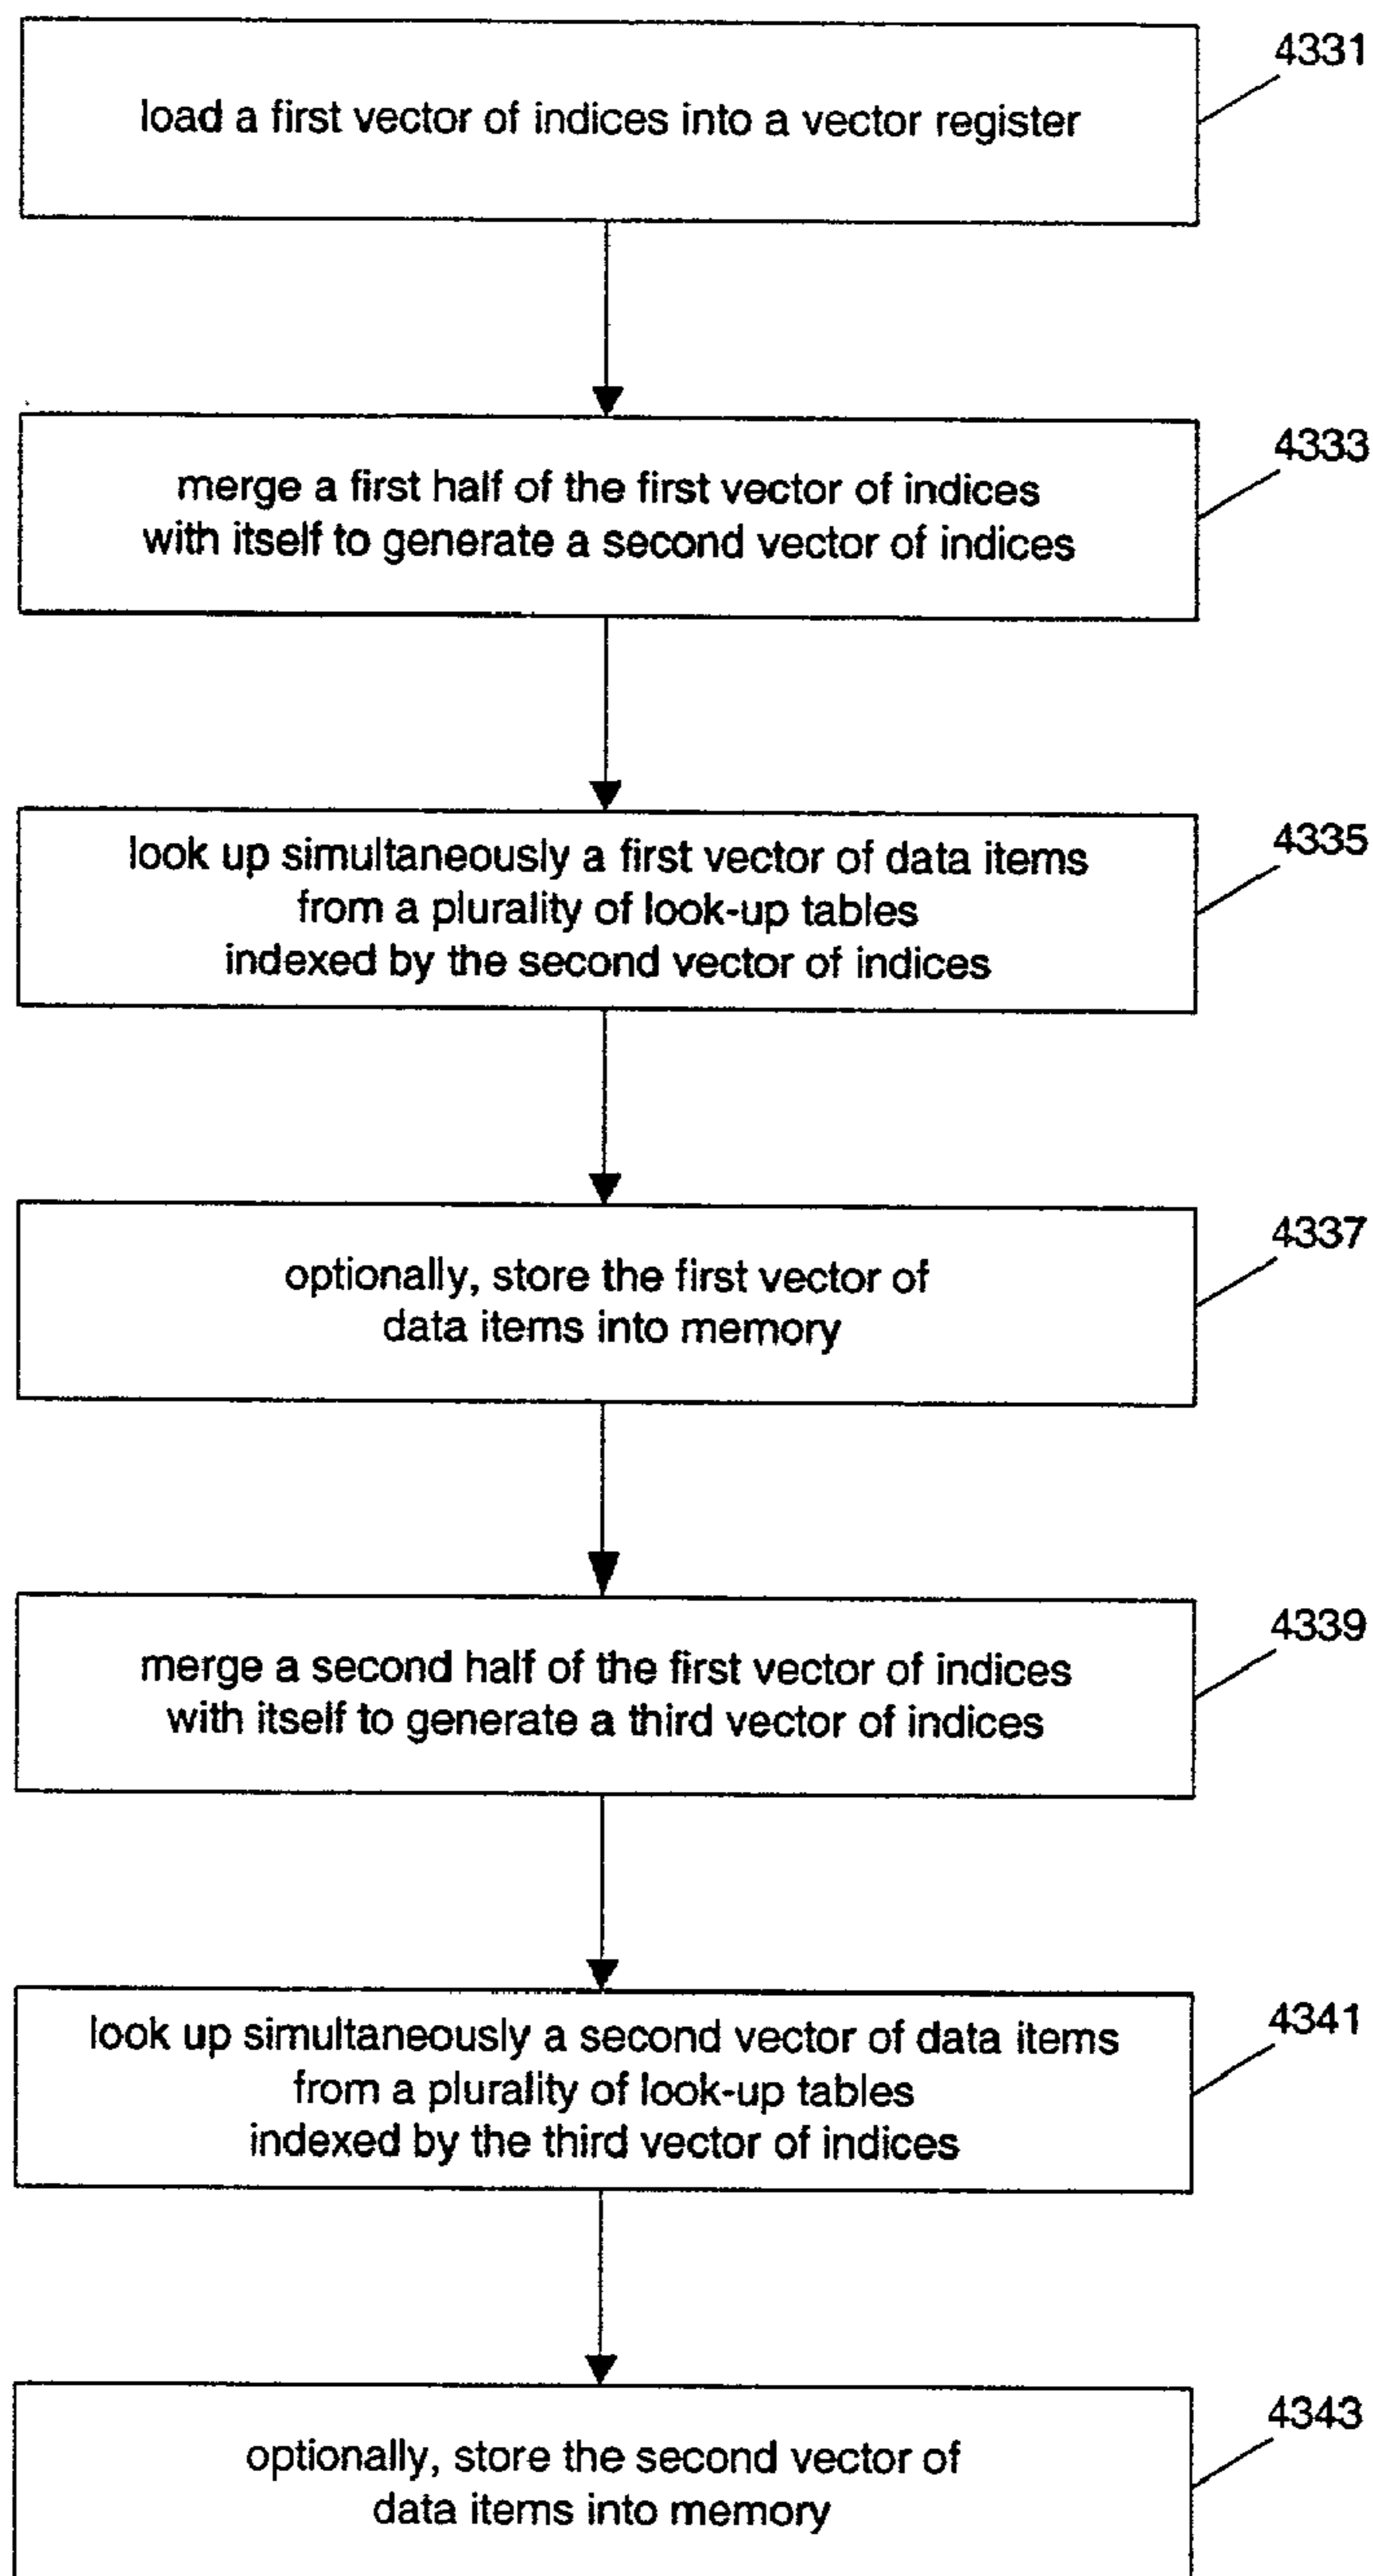 4331
load a first vector of indices into a vector register
4333
merge a first half of the first vector of indices
with itself to generate a second vector of indices
4335
look up simultaneously a first vector of data items
from a plurality of look-up tables
indexed by the second vector of indices
4337
optionally, store the first vector of
data items into memory
4339
merge a second half of the first vector of indices
with itself to generate a third vector of indices
4341
look up simultaneously a second vector of data items
from a plurality of look-up tables
indexed by the third vector of indices
4343
optionally, store the second vector of
data items into memory